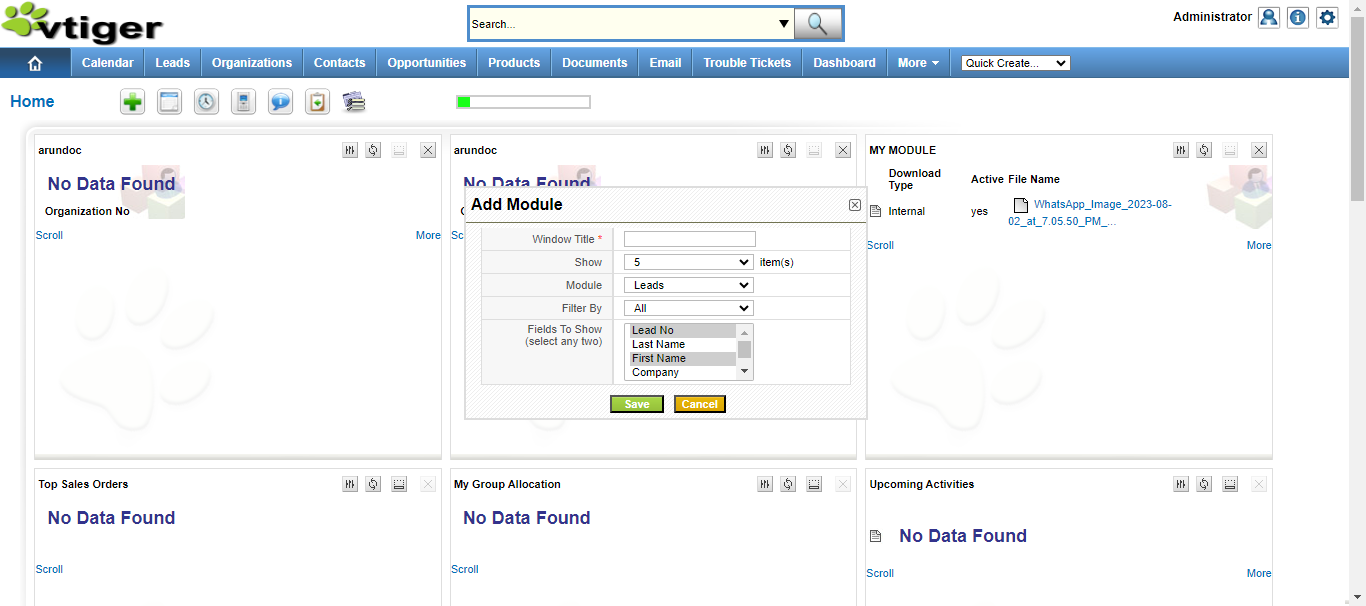 vtiger
Search...
Administrator
Calendar Leads Organizations Contacts Opportunities Products Documents Email Trouble Tickets Dashboard More Quick Create...
Home
arundoc
No Data Found
Organization No
Scroll More
arundoc
No Data Found
Sc
MY MODULE
Download Type Active File Name
Internal yes WhatsApp_Image_2023-08-
02_at_7.05.50_PM_...
Scroll More
Add Module
Window Title *
Show 5 item(s)
Module Leads
Filter By All
Fields To Show
(select any two)
Lead No
Last Name
First Name
Company
Save Cancel
Top Sales Orders
No Data Found
Scroll
My Group Allocation
No Data Found
Scroll
Upcoming Activities
No Data Found
Scroll More